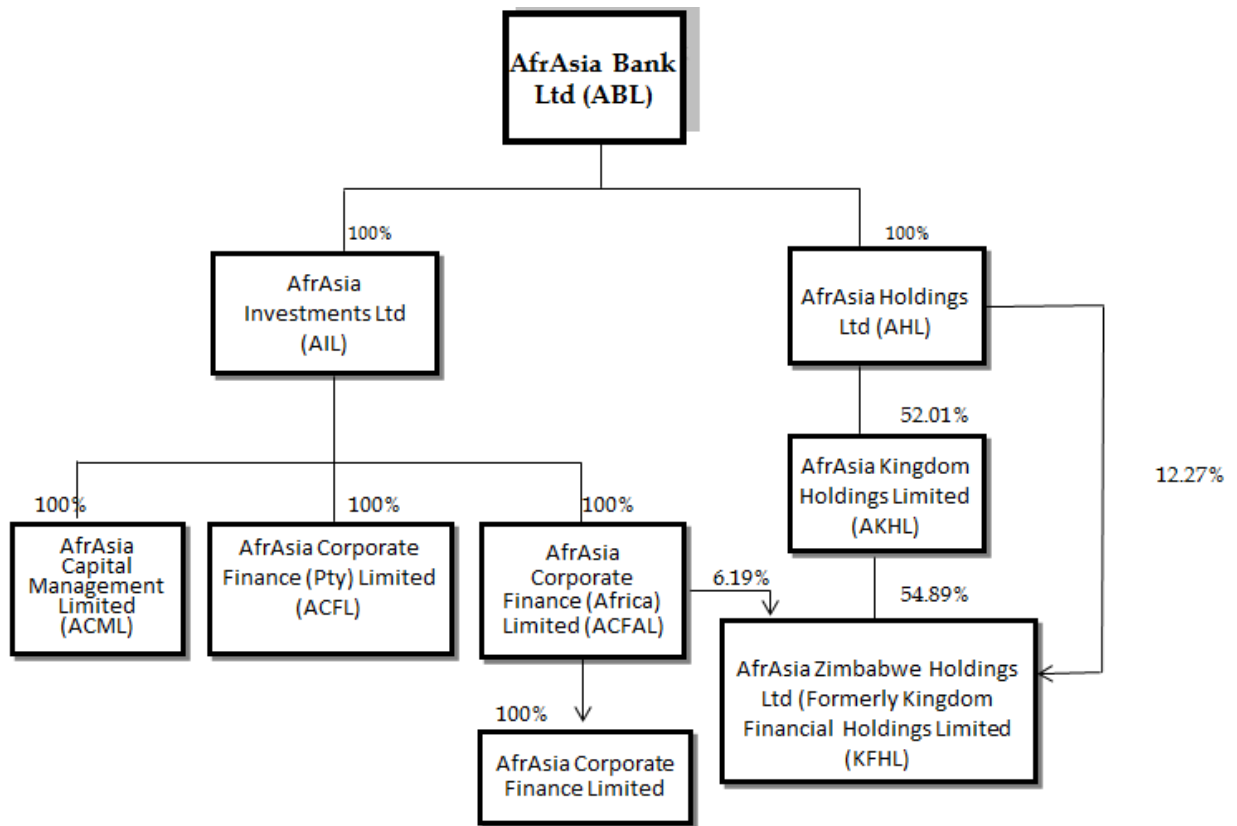 AfrAsia Bank
Ltd (ABL)
100%
100%
AfrAsia
Investments Ltd
(AIL)
AfrAsia Holdings
Ltd (AHL)
52.01%
12.27%
AfrAsia Kingdom
Holdings Limited
(AKHL)
100%
100%
100%
AfrAsia
Capital
Management
Limited
(ACML)
AfrAsia Corporate
Finance (Pty) Limited
(ACFL)
AfrAsia
Corporate
Finance (Africa)
Limited (ACFAL)
6.19%
54.89%
AfrAsia Zimbabwe Holdings
Ltd (Formerly Kingdom
Financial Holdings Limited
(KFHL)
100%
AfrAsia Corporate
Finance Limited